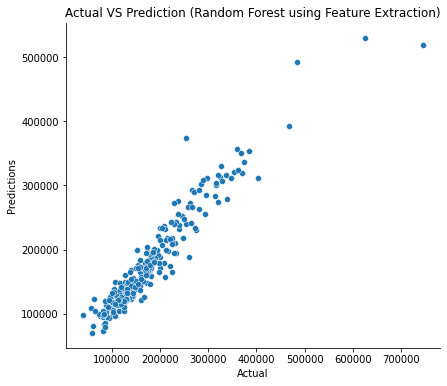 Actual VS Prediction (Random Forest using Feature Extraction)
500000
400000
300000
200000
100000
Predictions
100000 200000 300000 400000 500000 600000 700000
Actual